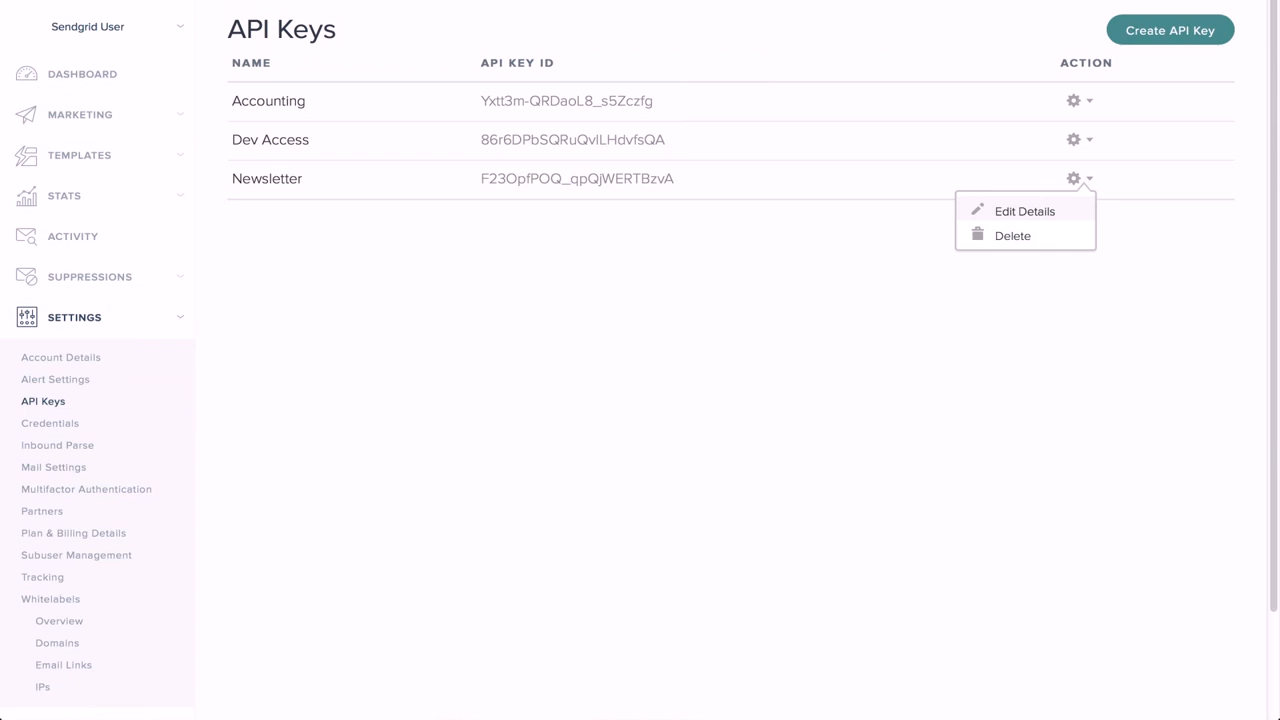 Sendgrid User
DASHBOARD
MARKETING
TEMPLATES
STATS
ACTIVITY
SUPPRESSIONS
SETTINGS
Account Details
Alert Settings
API Keys
Credentials
Inbound Parse
Mail Settings
Multifactor Authentication
Partners
Plan & Billing Details
Subuser Management
Tracking
Whitelabels
Overview
Domains
Email Links
IPs
API Keys
Create API Key
NAME API KEY ID ACTION
Accounting Yxtt3m-QRDaoL8_s5Zczfg
Dev Access 86r6DPbSQRuQvlLHdvfsQA
Newsletter F23OpfPOQ_qpQjWERTBzvA
Edit Details
Delete